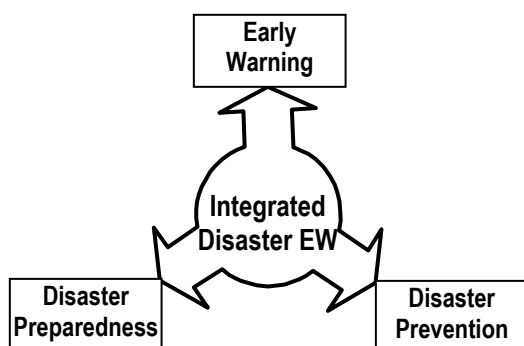 Early
Warning
Integrated
Disaster EW
Disaster
Preparedness
Disaster
Prevention